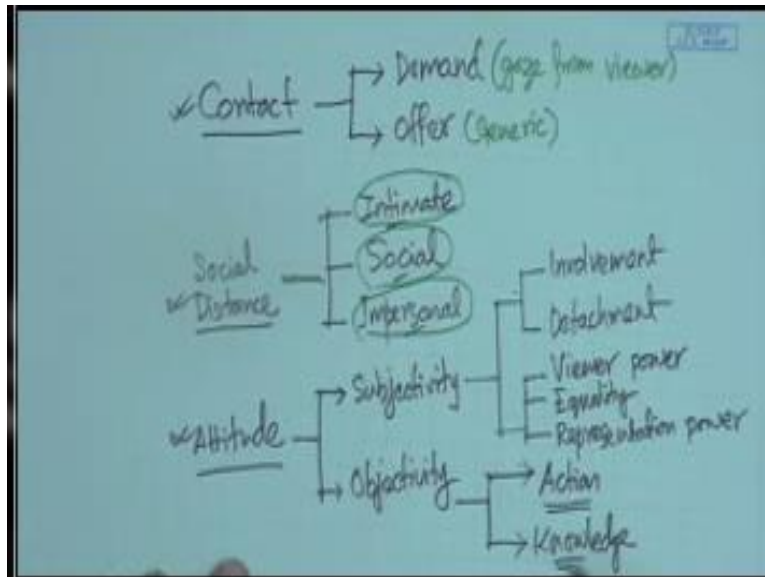 Contact
Demand (gaze from viewer)
Offer (Generic)
Social
Distance
Intimate
Social
Impersonal
Attitude
Subjectivity
Involvement
Detachment
Viewer power
Equality
Representation power
Objectivity
Action
Knowledge